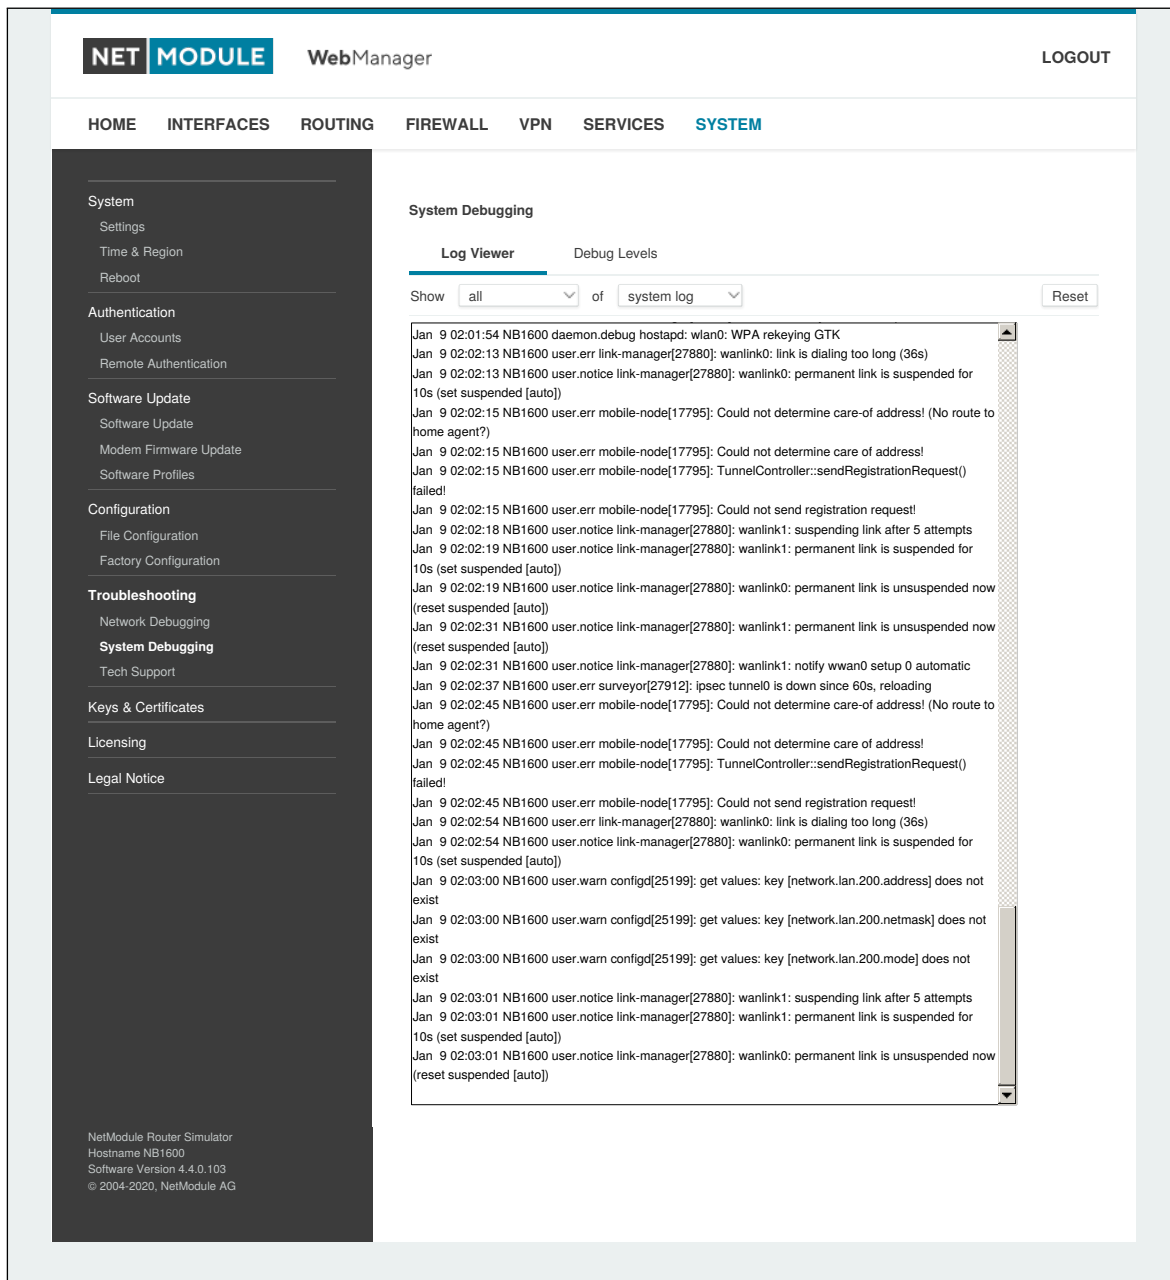 NET MODULE WebManager LOGOUT
HOME INTERFACES ROUTING FIREWALL VPN SERVICES SYSTEM
System
Settings
Time & Region
Reboot
Authentication
User Accounts
Remote Authentication
Software Update
Software Update
Modem Firmware Update
Software Profiles
Configuration
File Configuration
Factory Configuration
Troubleshooting
Network Debugging
System Debugging
Tech Support
Keys & Certificates
Licensing
Legal Notice
NetModule Router Simulator
Hostname NB1600
Software Version 4.4.0.103
© 2004-2020, NetModule AG
System Debugging
Log Viewer Debug Levels
Show all of system log Reset
Jan 9 02:01:54 NB1600 daemon.debug hostapd: wlan0: WPA rekeying GTK
Jan 9 02:02:13 NB1600 user.err link-manager[27880]: wanlink0: link is dialing too long (36s)
Jan 9 02:02:13 NB1600 user.notice link-manager[27880]: wanlink0: permanent link is suspended for
10s (set suspended [auto])
Jan 9 02:02:15 NB1600 user.err mobile-node[17795]: Could not determine care-of address! (No route to
home agent?)
Jan 9 02:02:15 NB1600 user.err mobile-node[17795]: Could not determine care of address!
Jan 9 02:02:15 NB1600 user.err mobile-node[17795]: TunnelController::sendRegistrationRequest()
failed!
Jan 9 02:02:15 NB1600 user.err mobile-node[17795]: Could not send registration request!
Jan 9 02:02:18 NB1600 user.notice link-manager[27880]: wanlink1: suspending link after 5 attempts
Jan 9 02:02:19 NB1600 user.notice link-manager[27880]: wanlink1: permanent link is suspended for
10s (set suspended [auto])
Jan 9 02:02:19 NB1600 user.notice link-manager[27880]: wanlink0: permanent link is unsuspended now
(reset suspended [auto])
Jan 9 02:02:31 NB1600 user.notice link-manager[27880]: wanlink1: permanent link is unsuspended now
(reset suspended [auto])
Jan 9 02:02:31 NB1600 user.notice link-manager[27880]: wanlink1: notify wwan0 setup 0 automatic
Jan 9 02:02:37 NB1600 user.err surveyor[27912]: ipsec tunnel0 is down since 60s, reloading
Jan 9 02:02:45 NB1600 user.err mobile-node[17795]: Could not determine care-of address! (No route to
home agent?)
Jan 9 02:02:45 NB1600 user.err mobile-node[17795]: Could not determine care of address!
Jan 9 02:02:45 NB1600 user.err mobile-node[17795]: TunnelController::sendRegistrationRequest()
failed!
Jan 9 02:02:45 NB1600 user.err mobile-node[17795]: Could not send registration request!
Jan 9 02:02:54 NB1600 user.err link-manager[27880]: wanlink0: link is dialing too long (36s)
Jan 9 02:02:54 NB1600 user.notice link-manager[27880]: wanlink0: permanent link is suspended for
10s (set suspended [auto])
Jan 9 02:03:00 NB1600 user.warn configd[25199]: get values: key [network.lan.200.address] does not
exist
Jan 9 02:03:00 NB1600 user.warn configd[25199]: get values: key [network.lan.200.netmask] does not
exist
Jan 9 02:03:00 NB1600 user.warn configd[25199]: get values: key [network.lan.200.mode] does not
exist
Jan 9 02:03:01 NB1600 user.notice link-manager[27880]: wanlink1: suspending link after 5 attempts
Jan 9 02:03:01 NB1600 user.notice link-manager[27880]: wanlink1: permanent link is suspended for
10s (set suspended [auto])
Jan 9 02:03:01 NB1600 user.notice link-manager[27880]: wanlink0: permanent link is unsuspended now
(reset suspended [auto])